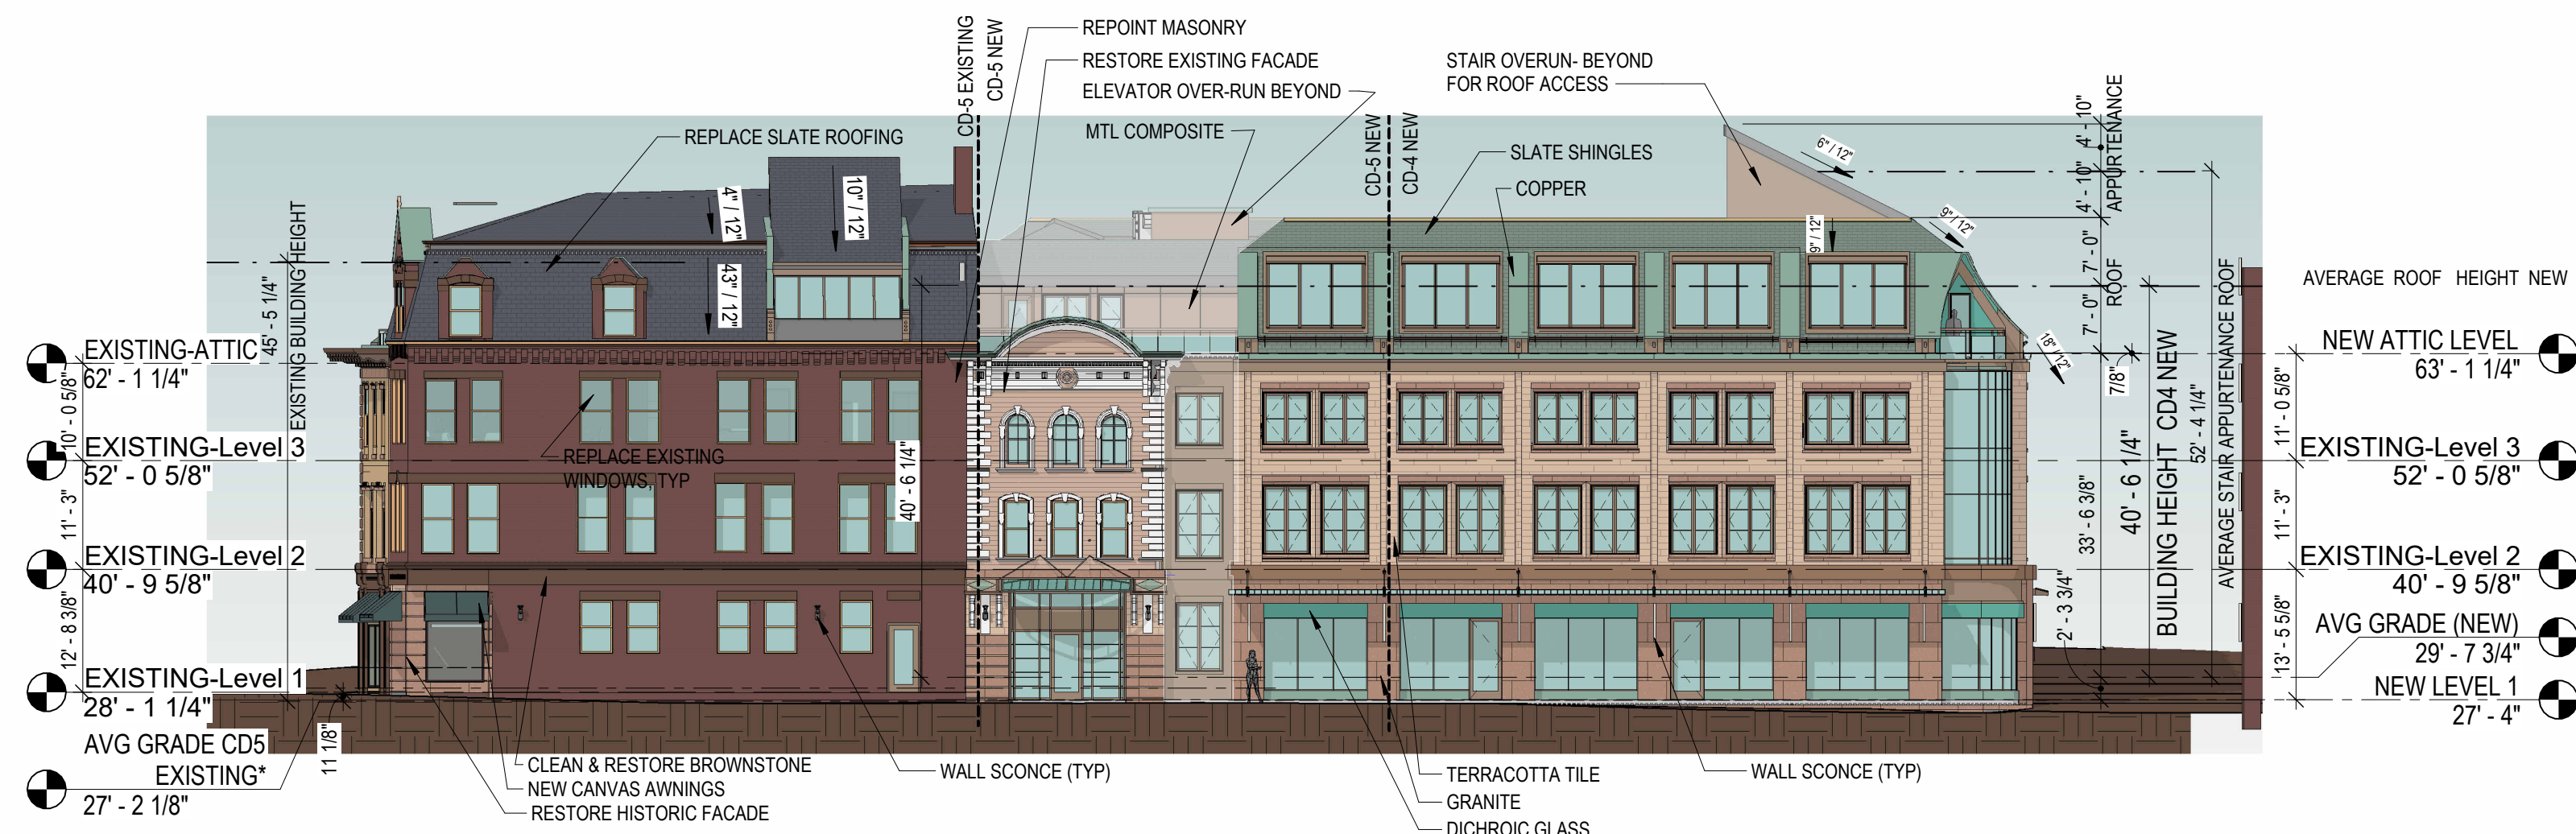 REPOINT MASONRY
RESTORE EXISTING FACADE
ELEVATOR OVER-RUN BEYOND
MTL COMPOSITE
STAIR OVERUN- BEYOND
FOR ROOF ACCESS
SLATE SHINGLES
COPPER
REPLACE SLATE ROOFING
CD-5 EXISTING
CD-5 NEW
CD-5 NEW
CD-4 NEW
4" / 12"
10" / 12"
43" / 12"
6" / 12"
9" / 12"
9" / 12"
18" / 12"
4' - 10"
4' - 10"
APPURTENANCE
7' - 0"
7' - 0"
ROOF
7/8"
45' - 5 1/4"
EXISTING BUILDING HEIGHT
EXISTING-ATTIC
62' - 1 1/4"
10' - 0 5/8"
EXISTING-Level 3
52' - 0 5/8"
11' - 3"
EXISTING-Level 2
40' - 9 5/8"
12' - 8 3/8"
EXISTING-Level 1
28' - 1 1/4"
AVG GRADE CD5
EXISTING*
27' - 2 1/8"
11 1/8"
REPLACE EXISTING
WINDOWS, TYP
40' - 6 1/4"
CLEAN & RESTORE BROWNSTONE
NEW CANVAS AWNINGS
RESTORE HISTORIC FACADE
WALL SCONCE (TYP)
TERRACOTTA TILE
GRANITE
DICHROIC GLASS
WALL SCONCE (TYP)
33' - 6 3/8"
2' - 3 3/4"
40' - 6 1/4"
BUILDING HEIGHT CD4 NEW
52' - 4 1/4"
AVERAGE STAIR APPURTENANCE ROOF
AVERAGE ROOF HEIGHT NEW
NEW ATTIC LEVEL
63' - 1 1/4"
11' - 0 5/8"
EXISTING-Level 3
52' - 0 5/8"
11' - 3"
EXISTING-Level 2
40' - 9 5/8"
AVG GRADE (NEW)
29' - 7 3/4"
13' - 5 5/8"
NEW LEVEL 1
27' - 4"